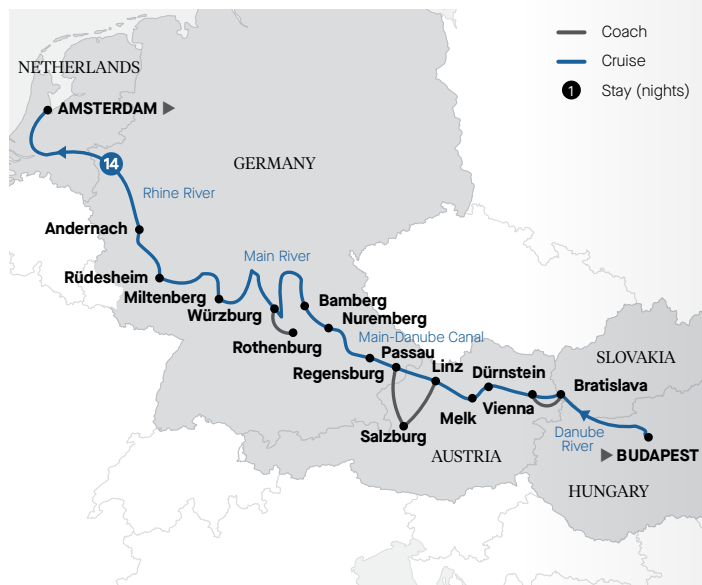 Coach
Cruise
1 Stay (nights)
NETHERLANDS
AMSTERDAM
GERMANY
14
Rhine River
Andernach
Main River
Rüdesheim
Miltenberg
Würzburg
Bamberg
Nuremberg
Rothenburg
Main-Danube Canal
Passau
Regensburg
Linz
Dürnstein
SLOVAKIA
Bratislava
Melk
Vienna
Salzburg
Danube
River
AUSTRIA
BUDAPEST
HUNGARY